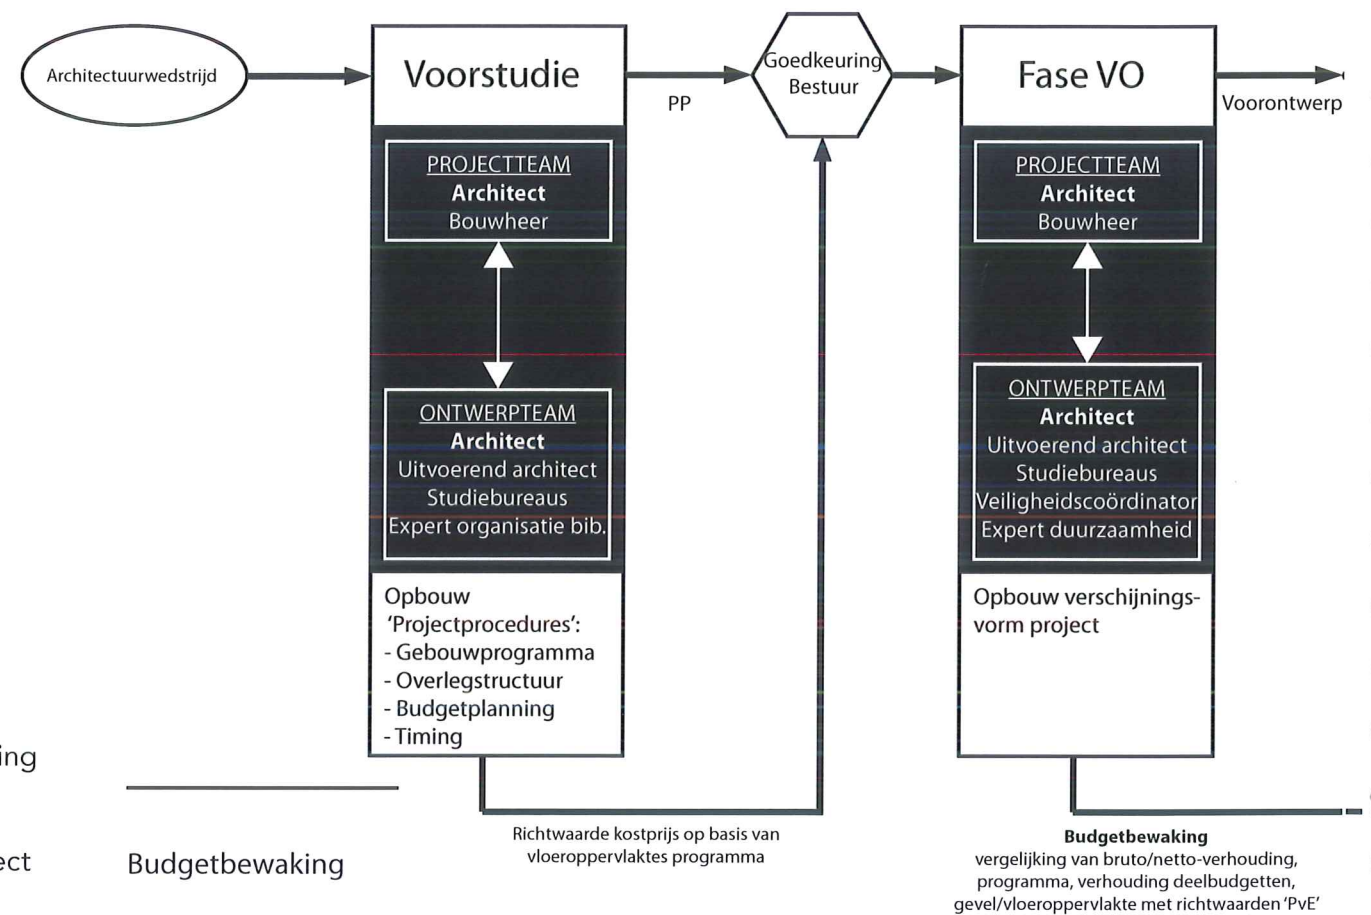 Architectuurwedstrijd
Voorstudie
PP
Goedkeuring
Bestuur
Fase VO
Voorontwerp
PROJECTTEAM
Architect
Bouwheer
ONTWERPTEAM
Architect
Uitvoerend architect
Studiebureaus
Expert organisatie bib.
Opbouw
'Projectprocedures':
- Gebouwprogramma
- Overlegstructuur
- Budgetplanning
- Timing
PROJECTTEAM
Architect
Bouwheer
ONTWERPTEAM
Architect
Uitvoerend architect
Studiebureaus
Veiligheidscoördinator
Expert duurzaamheid
Opbouw verschijnings-
vorm project
ing
ect
Budgetbewaking
Richtwaarde kostprijs op basis van
vloeroppervlaktes programma
Budgetbewaking
vergelijking van bruto/netto-verhouding,
programma, verhouding deelbudgetten,
gevel/vloeroppervlakte met richtwaarden 'PvE'